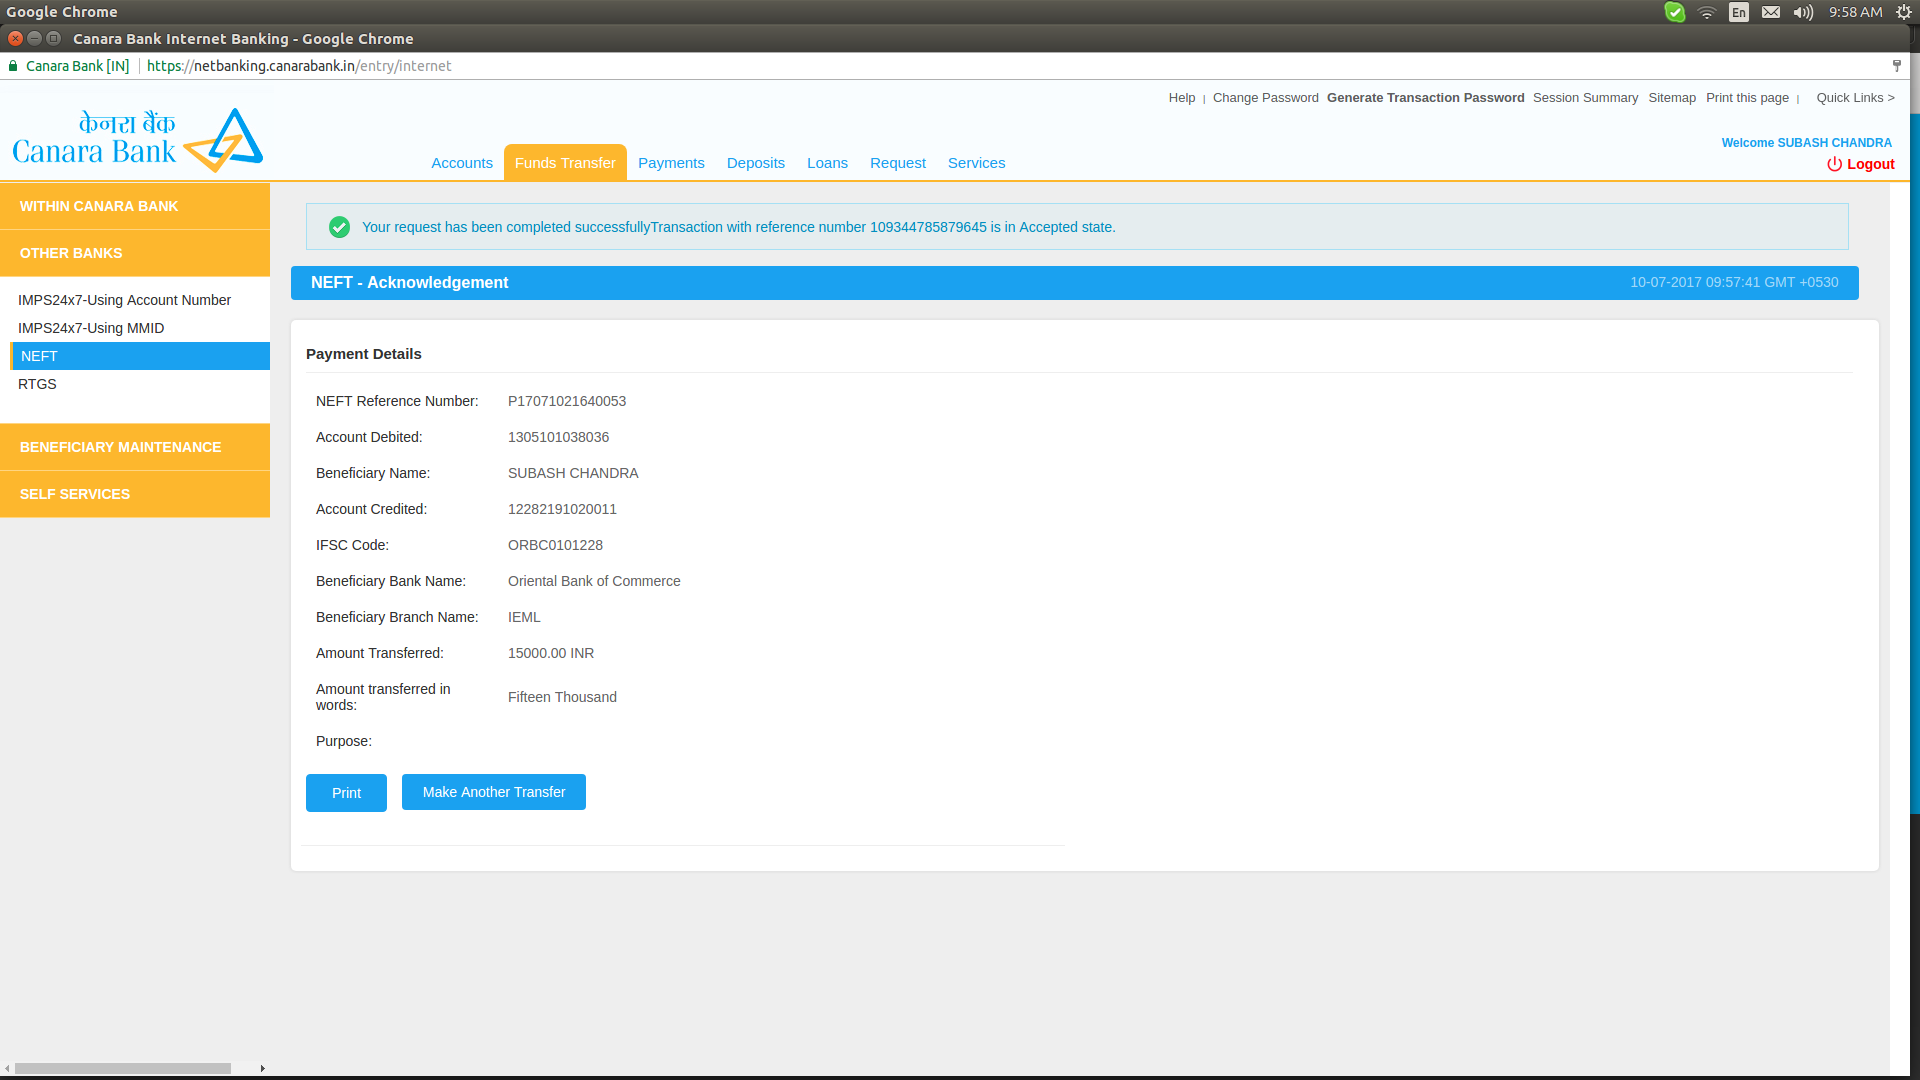 Google Chrome
En
9:58 AM
Canara Bank Internet Banking - Google Chrome
Canara Bank [IN]
https://netbanking.canarabank.in/entry/internet
Help | Change Password Generate Transaction Password Session Summary Sitemap Print this page | Quick Links >
केनरा बैंक
Canara Bank
Welcome SUBASH CHANDRA
Logout
Accounts Funds Transfer Payments Deposits Loans Request Services
WITHIN CANARA BANK
OTHER BANKS
IMPS24x7-Using Account Number
IMPS24x7-Using MMID
NEFT
RTGS
BENEFICIARY MAINTENANCE
SELF SERVICES
Your request has been completed successfullyTransaction with reference number 109344785879645 is in Accepted state.
NEFT - Acknowledgement
10-07-2017 09:57:41 GMT +0530
Payment Details
NEFT Reference Number: P17071021640053
Account Debited: 1305101038036
Beneficiary Name: SUBASH CHANDRA
Account Credited: 12282191020011
IFSC Code: ORBC0101228
Beneficiary Bank Name: Oriental Bank of Commerce
Beneficiary Branch Name: IEML
Amount Transferred: 15000.00 INR
Amount transferred in
words:
Fifteen Thousand
Purpose:
Print
Make Another Transfer